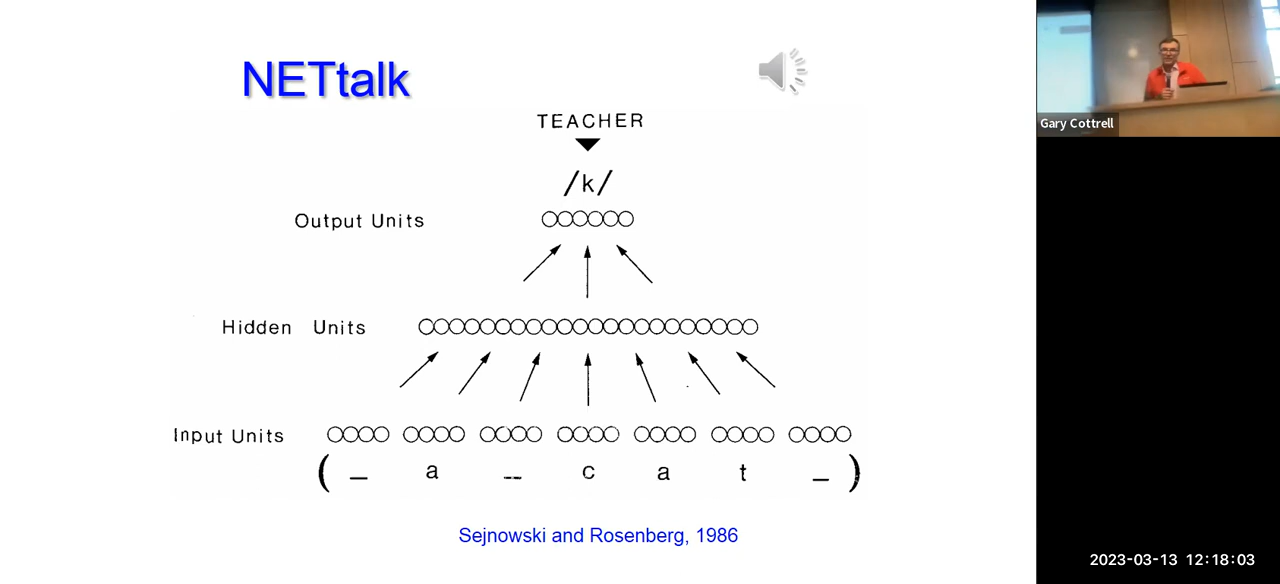 NETtalk
TEACHER
/k/
Output Units
Hidden Units
Input Units
( _ a _ c a t _ )
Sejnowski and Rosenberg, 1986
Gary Cottrell
2023-03-13 12:18:03